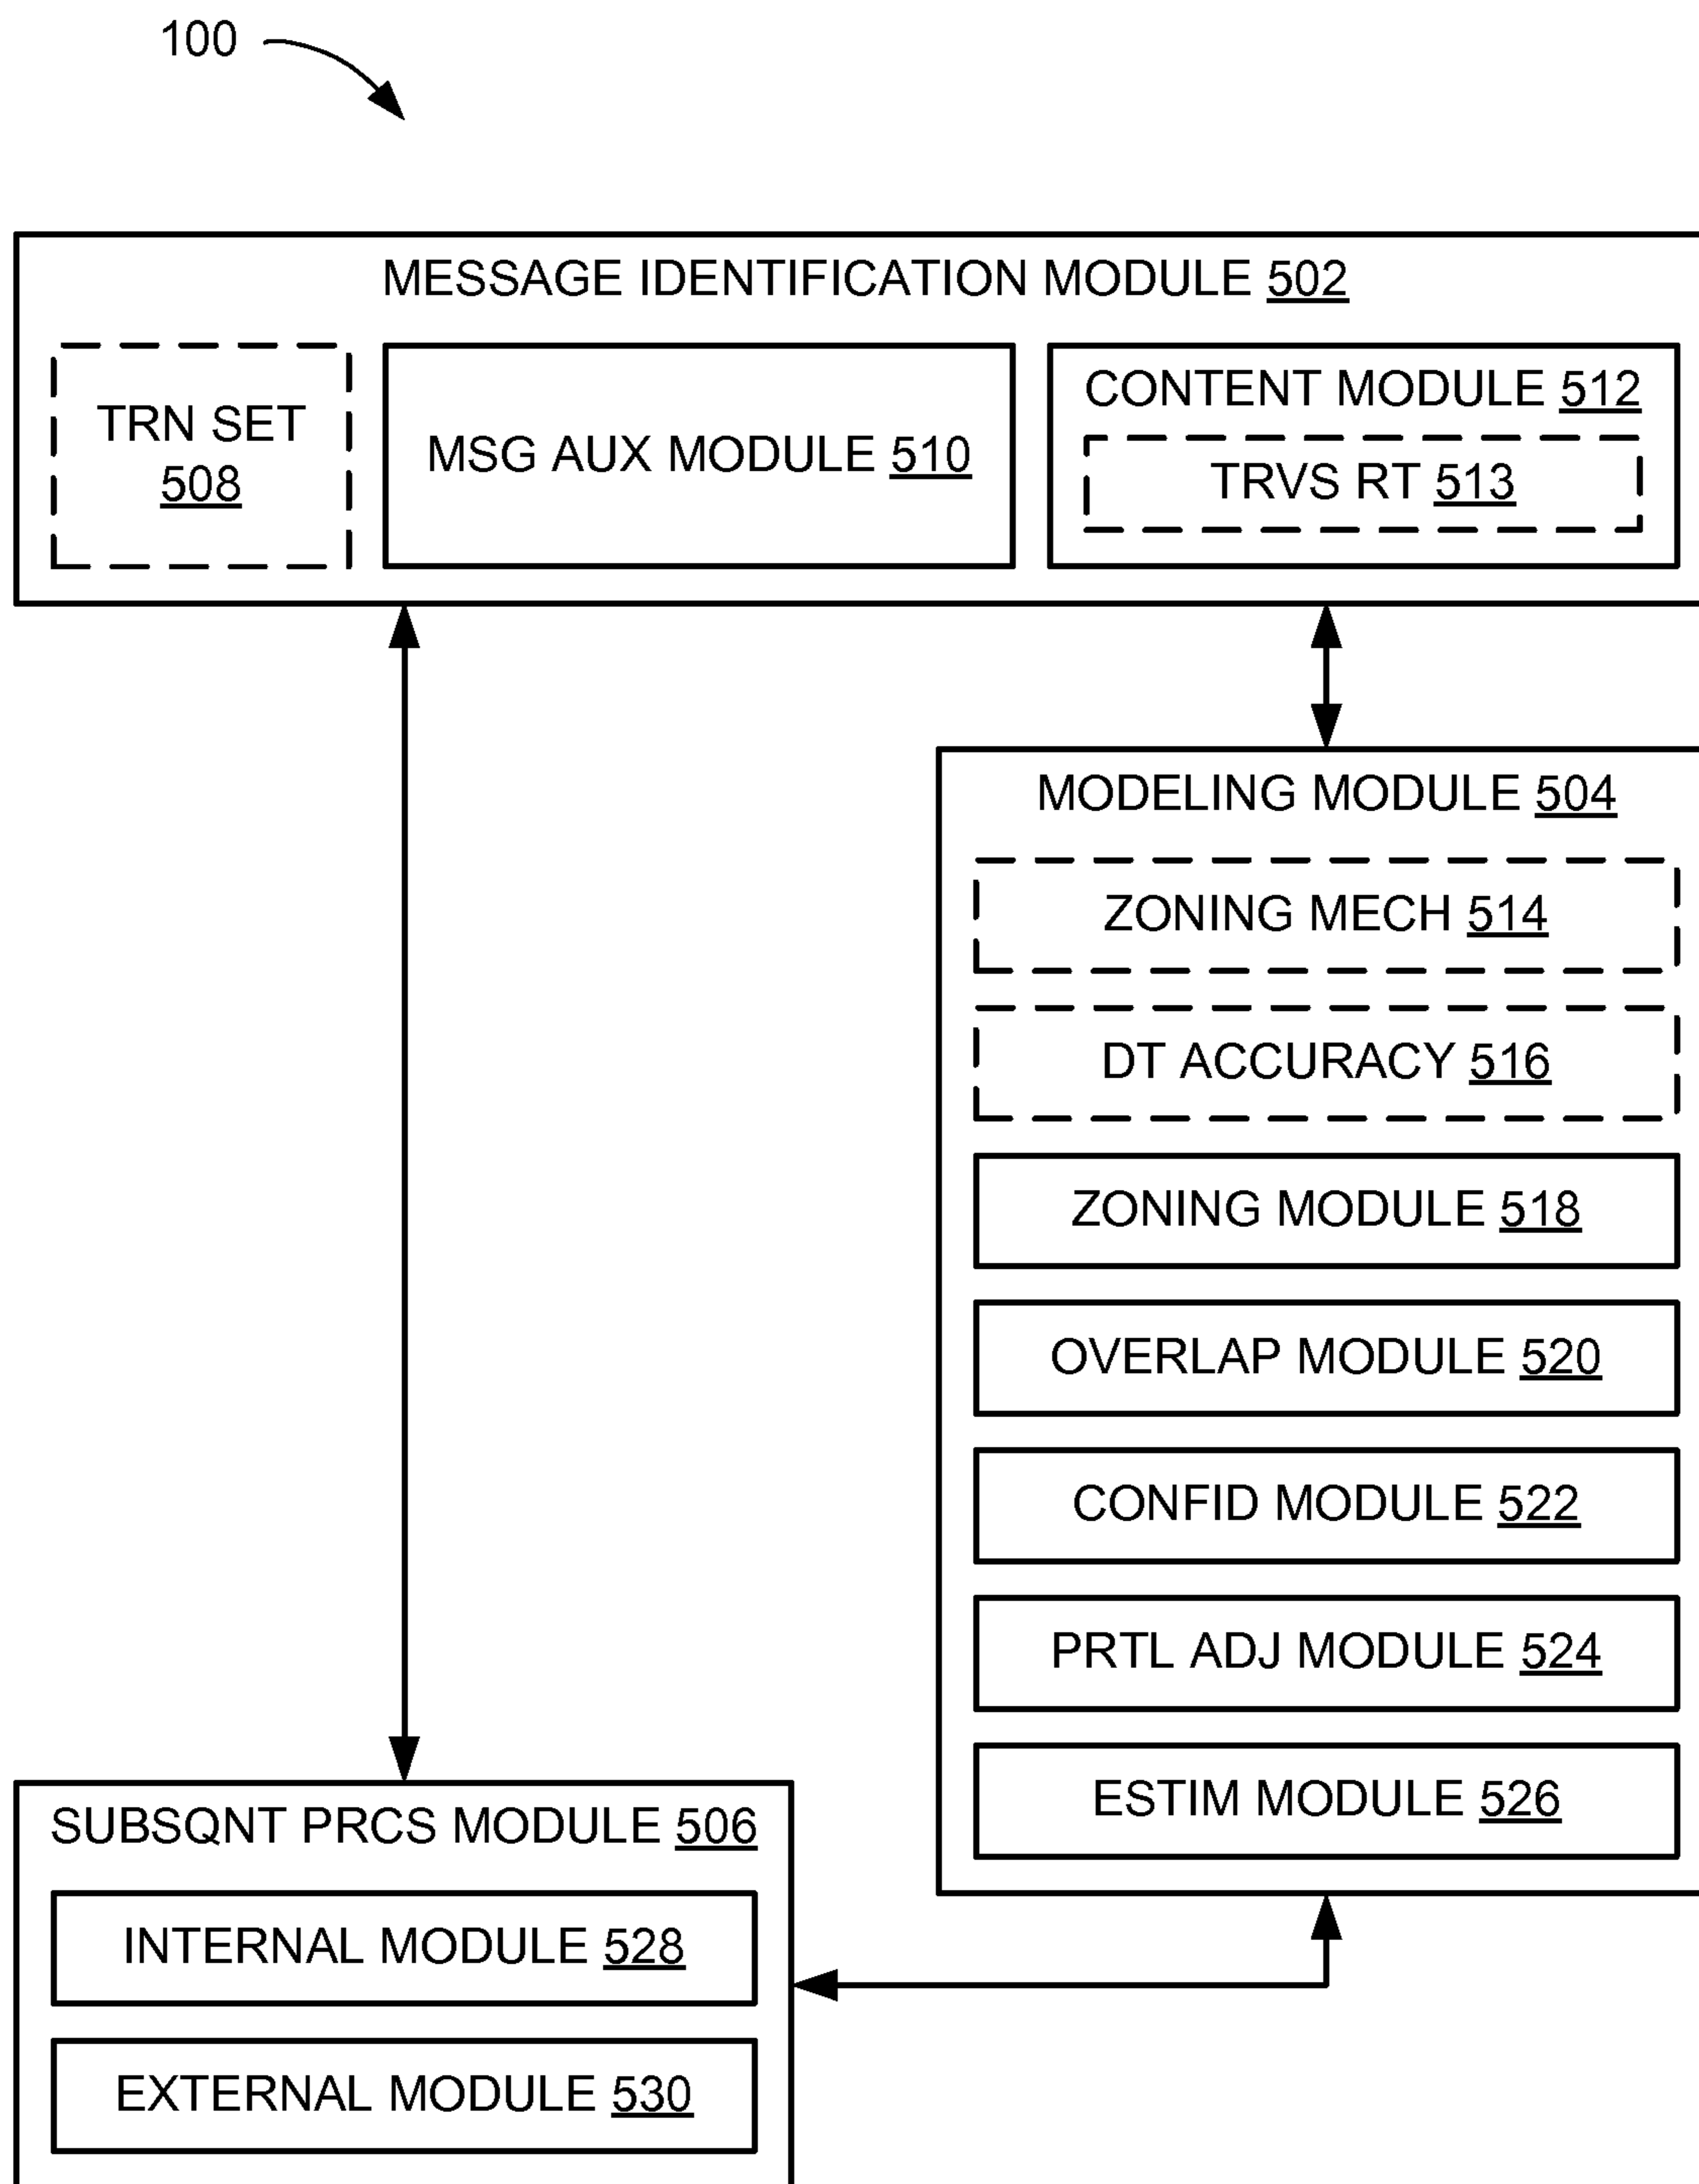 100
MESSAGE IDENTIFICATION MODULE 502
TRN SET
508
MSG AUX MODULE 510
CONTENT MODULE 512
TRVS RT 513
MODELING MODULE 504
ZONING MECH 514
DT ACCURACY 516
ZONING MODULE 518
OVERLAP MODULE 520
CONFID MODULE 522
PRTL ADJ MODULE 524
ESTIM MODULE 526
SUBSQNT PRCS MODULE 506
INTERNAL MODULE 528
EXTERNAL MODULE 530